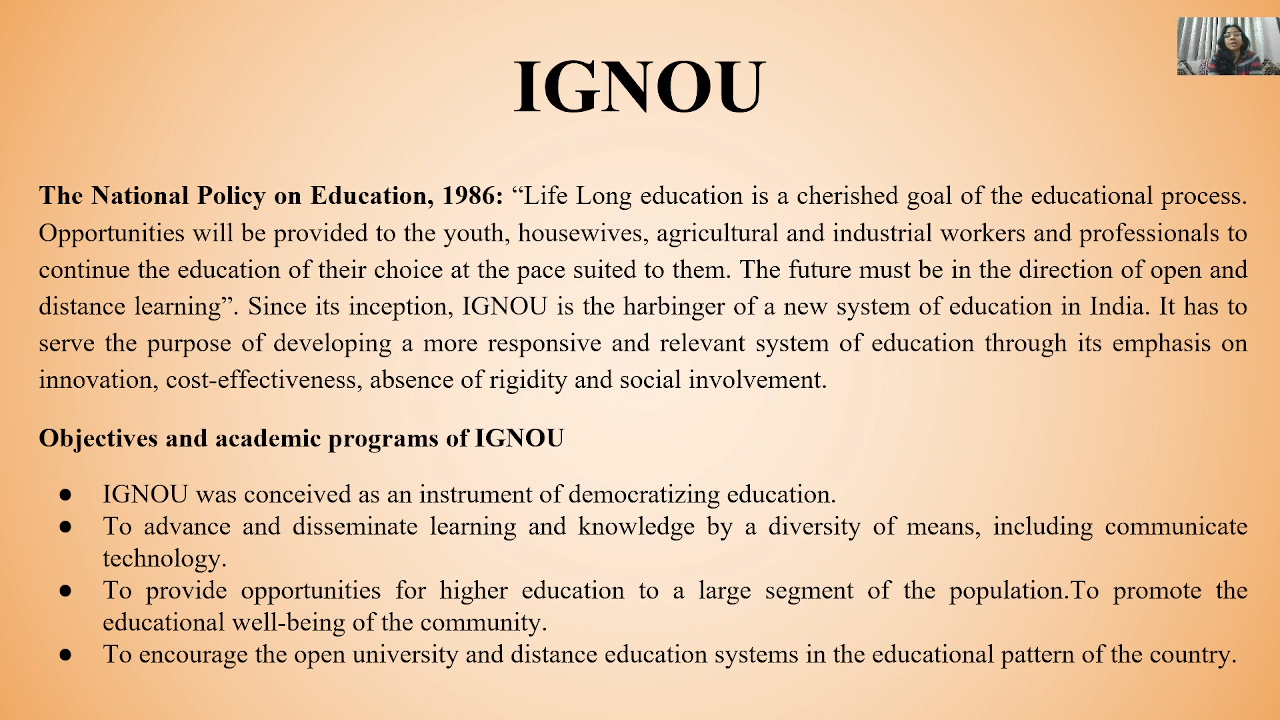 IGNOU
The National Policy on Education, 1986: “Life Long education is a cherished goal of the educational process.
Opportunities will be provided to the youth, housewives, agricultural and industrial workers and professionals to
continue the education of their choice at the pace suited to them. The future must be in the direction of open and
distance learning”. Since its inception, IGNOU is the harbinger of a new system of education in India. It has to
serve the purpose of developing a more responsive and relevant system of education through its emphasis on
innovation, cost-effectiveness, absence of rigidity and social involvement.
Objectives and academic programs of IGNOU
● IGNOU was conceived as an instrument of democratizing education.
● To advance and disseminate learning and knowledge by a diversity of means, including communicate
technology.
● To provide opportunities for higher education to a large segment of the population.To promote the
educational well-being of the community.
● To encourage the open university and distance education systems in the educational pattern of the country.